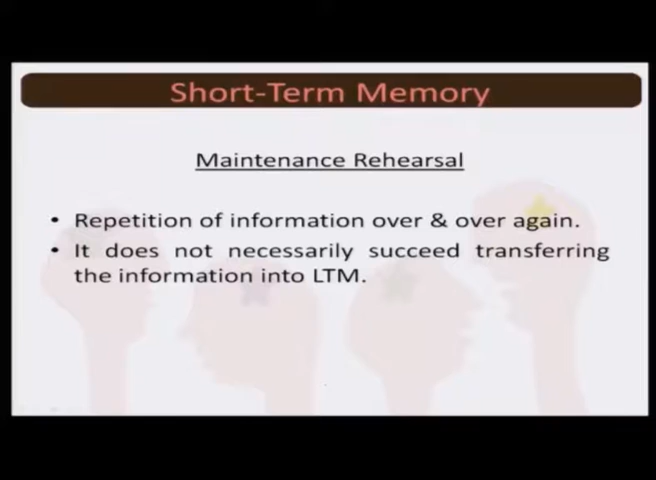 Short-Term Memory
Maintenance Rehearsal
• Repetition of information over & over again.
• It does not necessarily succeed transferring
the information into LTM.